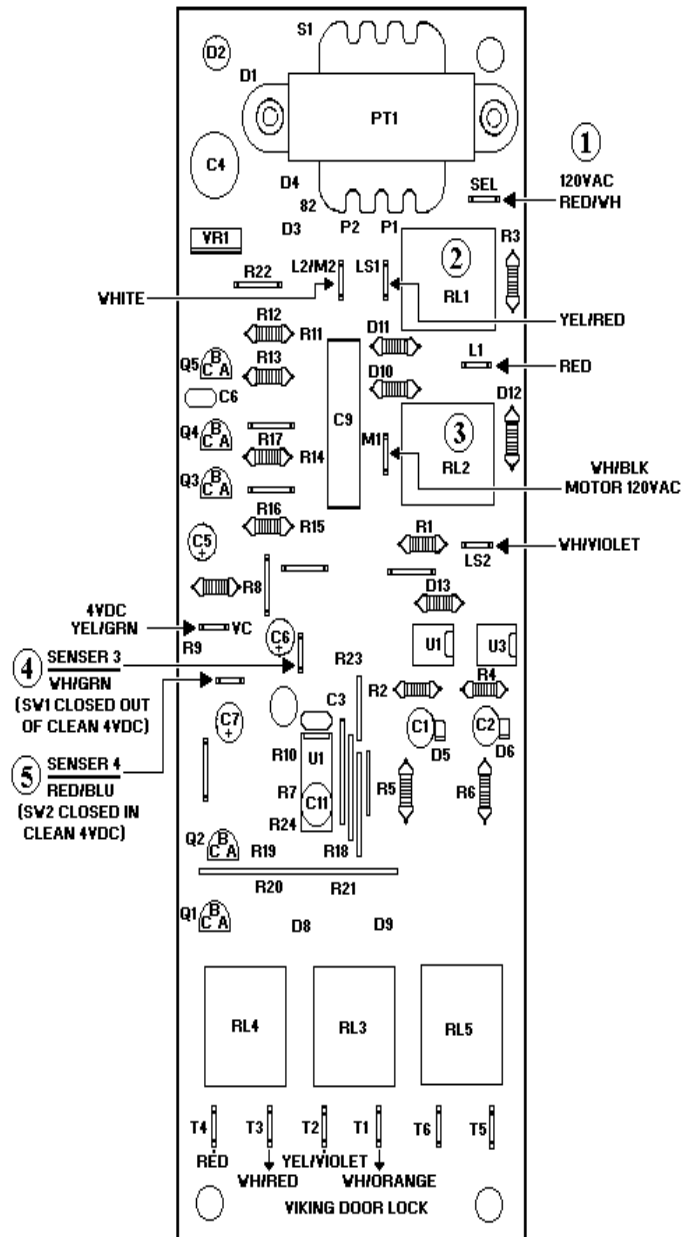 S1
D2
D1
PT1
1
C4
120VAC
D4
SEL
RED/WH
S2
P2 P1
D3
VR1
R3
2
L2/M2 LS1
R22
RL1
WHITE
YEL/RED
R12
R11 D11
B
Q5 C A
R13
L1
RED
D10
C6
D12
C9
B
Q4 C A
R17
M1
3
R14
RL2
WH/BLK
MOTOR 120VAC
B
Q3 C A
R16
R15
R1
C5
+
WH/VIOLET
LS2
R8
D13
4VDC
YEL/GRN
VC
C6
+
R9
U1 U3
4
SENSER 3
WH/GRN
(SW1 CLOSED OUT
OF CLEAN 4VDC)
R23
R2 R4
C3
C7
+
C1 C2
D5 D6
5
SENSER 4
RED/BLU
(SW2 CLOSED IN
CLEAN 4VDC)
R10 U1
R7 C11
R5 R6
R24
Q2 B
C A
R19 R18
R20 R21
Q1 B
C A
D8 D9
RL4 RL3 RL5
T4 T3 T2 T1 T6 T5
RED YEL/VIOLET
WH/RED WH/ORANGE
VIKING DOOR LOCK